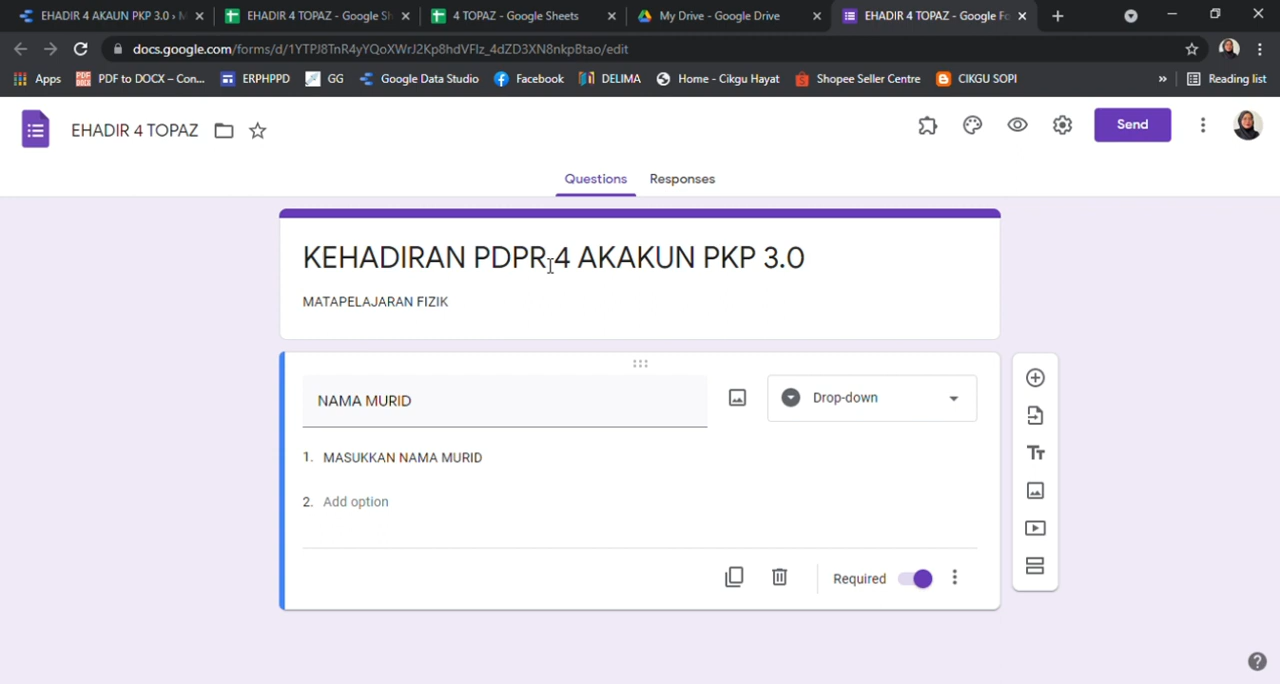 EHADIR 4 AKAUN PKP 3.0 › M
EHADIR 4 TOPAZ - Google Sh
4 TOPAZ - Google Sheets
My Drive - Google Drive
EHADIR 4 TOPAZ - Google Fo
docs.google.com/forms/d/1YTPJ8TnR4yYQoXWrJ2Kp8hdVFlz_4dZD3XN8nkpBtao/edit
Apps
PDF to DOCX – Con...
ERPHPPD
GG
Google Data Studio
Facebook
DELIMA
Home - Cikgu Hayat
Shopee Seller Centre
CIKGU SOPI
»
Reading list
EHADIR 4 TOPAZ
Send
Questions
Responses
KEHADIRAN PDPR 4 AKAKUN PKP 3.0
MATAPELAJARAN FIZIK
NAMA MURID
Drop-down
1. MASUKKAN NAMA MURID
2. Add option
Tt
Required